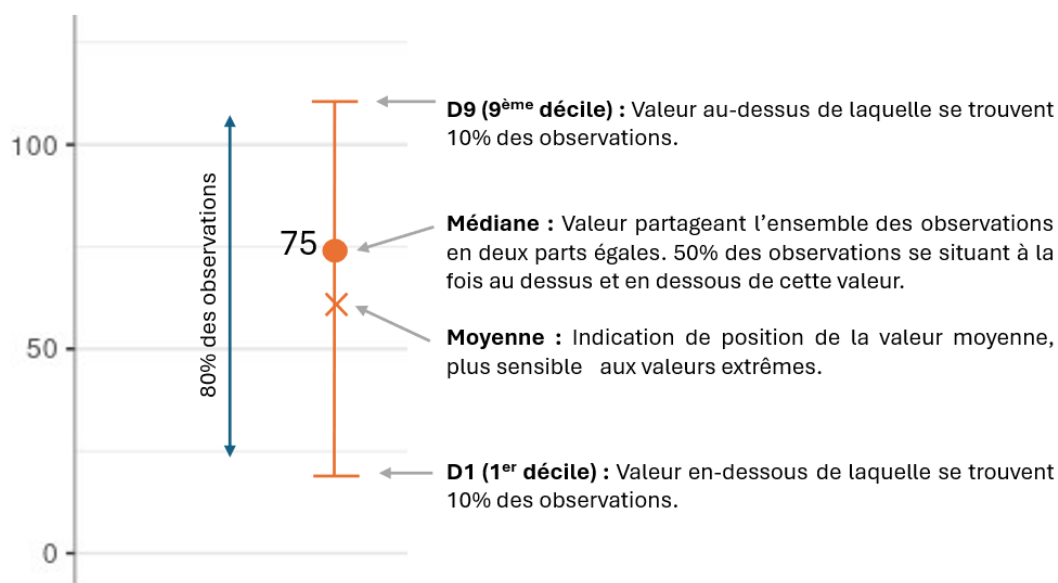 D9 (9ème décile) : Valeur au-dessus de laquelle se trouvent
10% des observations.
100
80% des observations
75
Médiane : Valeur partageant l’ensemble des observations
en deux parts égales. 50% des observations se situant à la
fois au dessus et en dessous de cette valeur.
Moyenne : Indication de position de la valeur moyenne,
plus sensible aux valeurs extrêmes.
50
D1 (1er décile) : Valeur en-dessous de laquelle se trouvent
10% des observations.
0